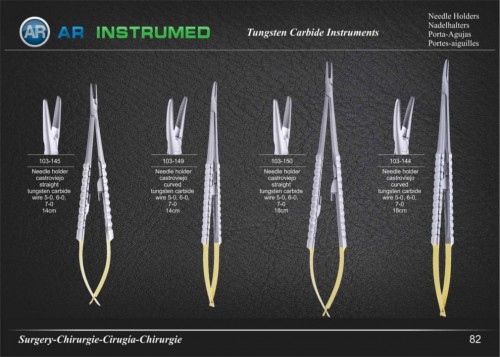 AR AR INSTRUMED
Tungsten Carbide Instruments
Needle Holders
Nadelhalters
Porta-Agujas
Portes-aiguilles
103-145
Needle holder
castroviejo
straight
tungsten carbide
wire 5-0, 6-0,
7-0
14cm
103-149
Needle holder
castroviejo
curved
tungsten carbide
wire 5-0, 6-0,
7-0
14cm
103-150
Needle holder
castroviejo
straight
tungsten carbide
wire 5-0, 6-0,
7-0
18cm
103-144
Needle holder
castroviejo
curved
tungsten carbide
wire 5-0, 6-0,
7-0
18cm
Surgery-Chirurgie-Cirugía-Chirurgie
82